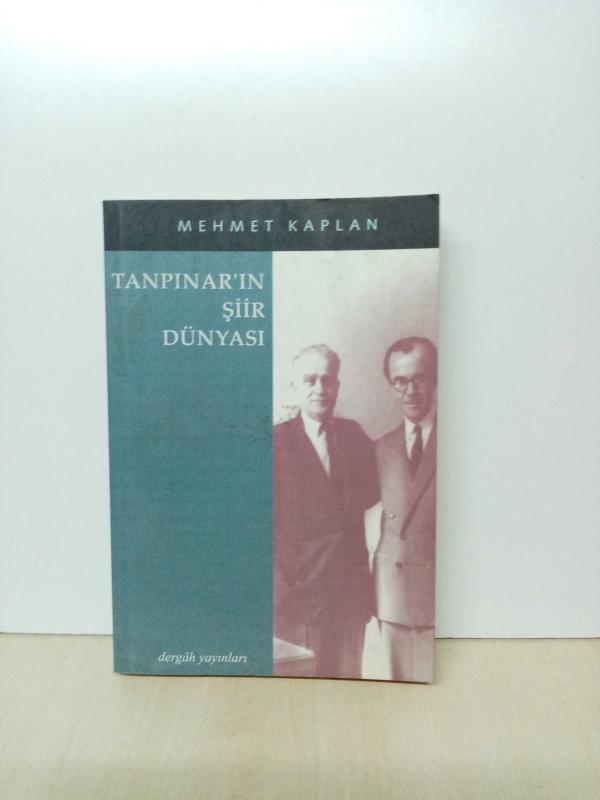 MEHMET KAPLAN
TANPINAR'IN
ŞİİR
DÜNYASI
dergâh yayınları